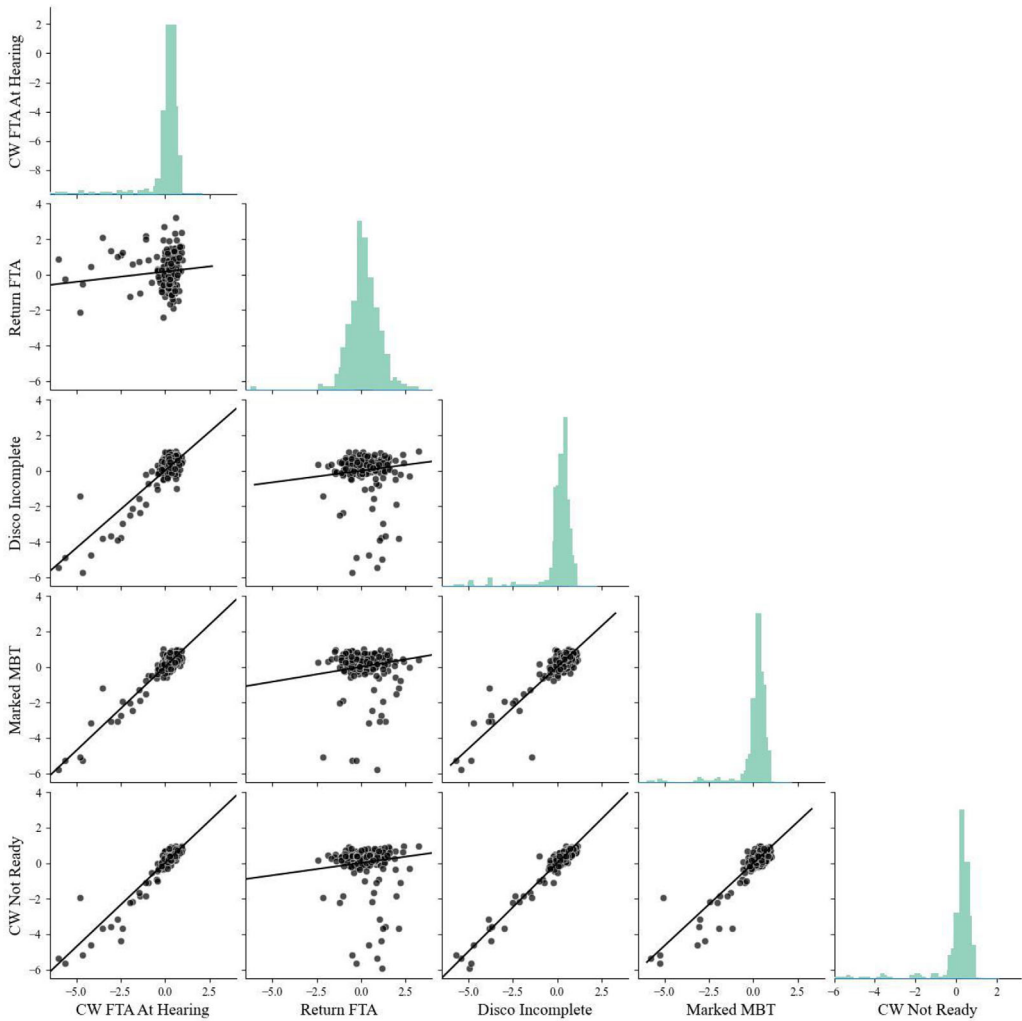 CW FTA At Hearing
2
0
−2
−4
−6
−8
Return FTA
4
2
0
−2
−4
−6
Disco Incomplete
4
2
0
−2
−4
−6
Marked MBT
4
2
0
−2
−4
−6
CW Not Ready
4
2
0
−2
−4
−6
−5.0 −2.5 0.0 2.5
−5.0 −2.5 0.0 2.5
−5.0 −2.5 0.0 2.5
−5.0 −2.5 0.0 2.5
−6 −4 −2 0 2
CW FTA At Hearing
Return FTA
Disco Incomplete
Marked MBT
CW Not Ready